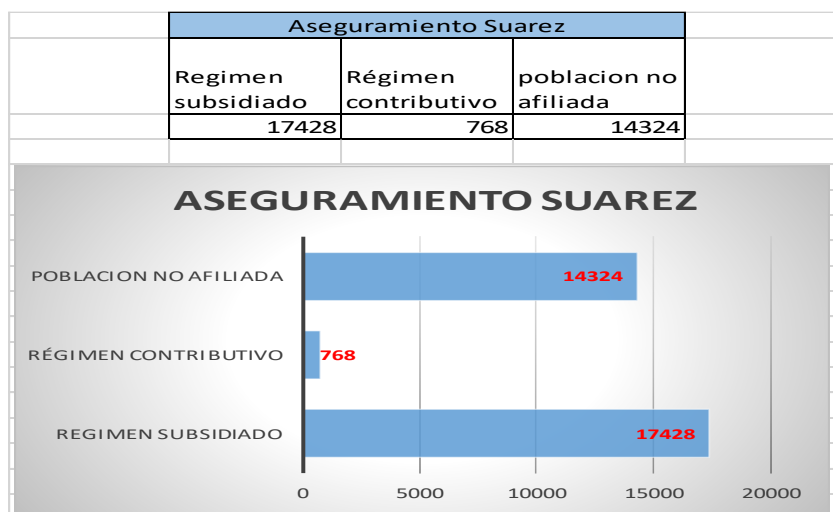 Aseguramiento Suarez
Regimen subsidiado
Régimen contributivo
poblacion no afiliada
17428 768 14324
ASEGURAMIENTO SUAREZ
POBLACION NO AFILIADA 14324
RÉGIMEN CONTRIBUTIVO 768
REGIMEN SUBSIDIADO 17428
0 5000 10000 15000 20000